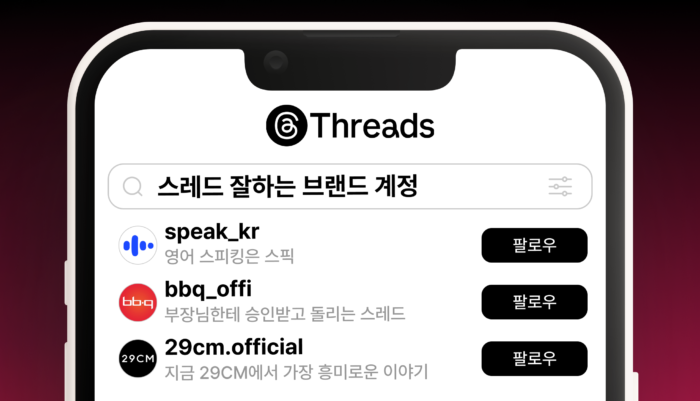 Threads
스레드 잘하는 브랜드 계정
speak_kr
영어 스피킹은 스픽
팔로우
bbq_offi
bb·q
부장님한테 승인받고 돌리는 스레드
팔로우
29cm.official
29CM
지금 29CM에서 가장 흥미로운 이야기
팔로우